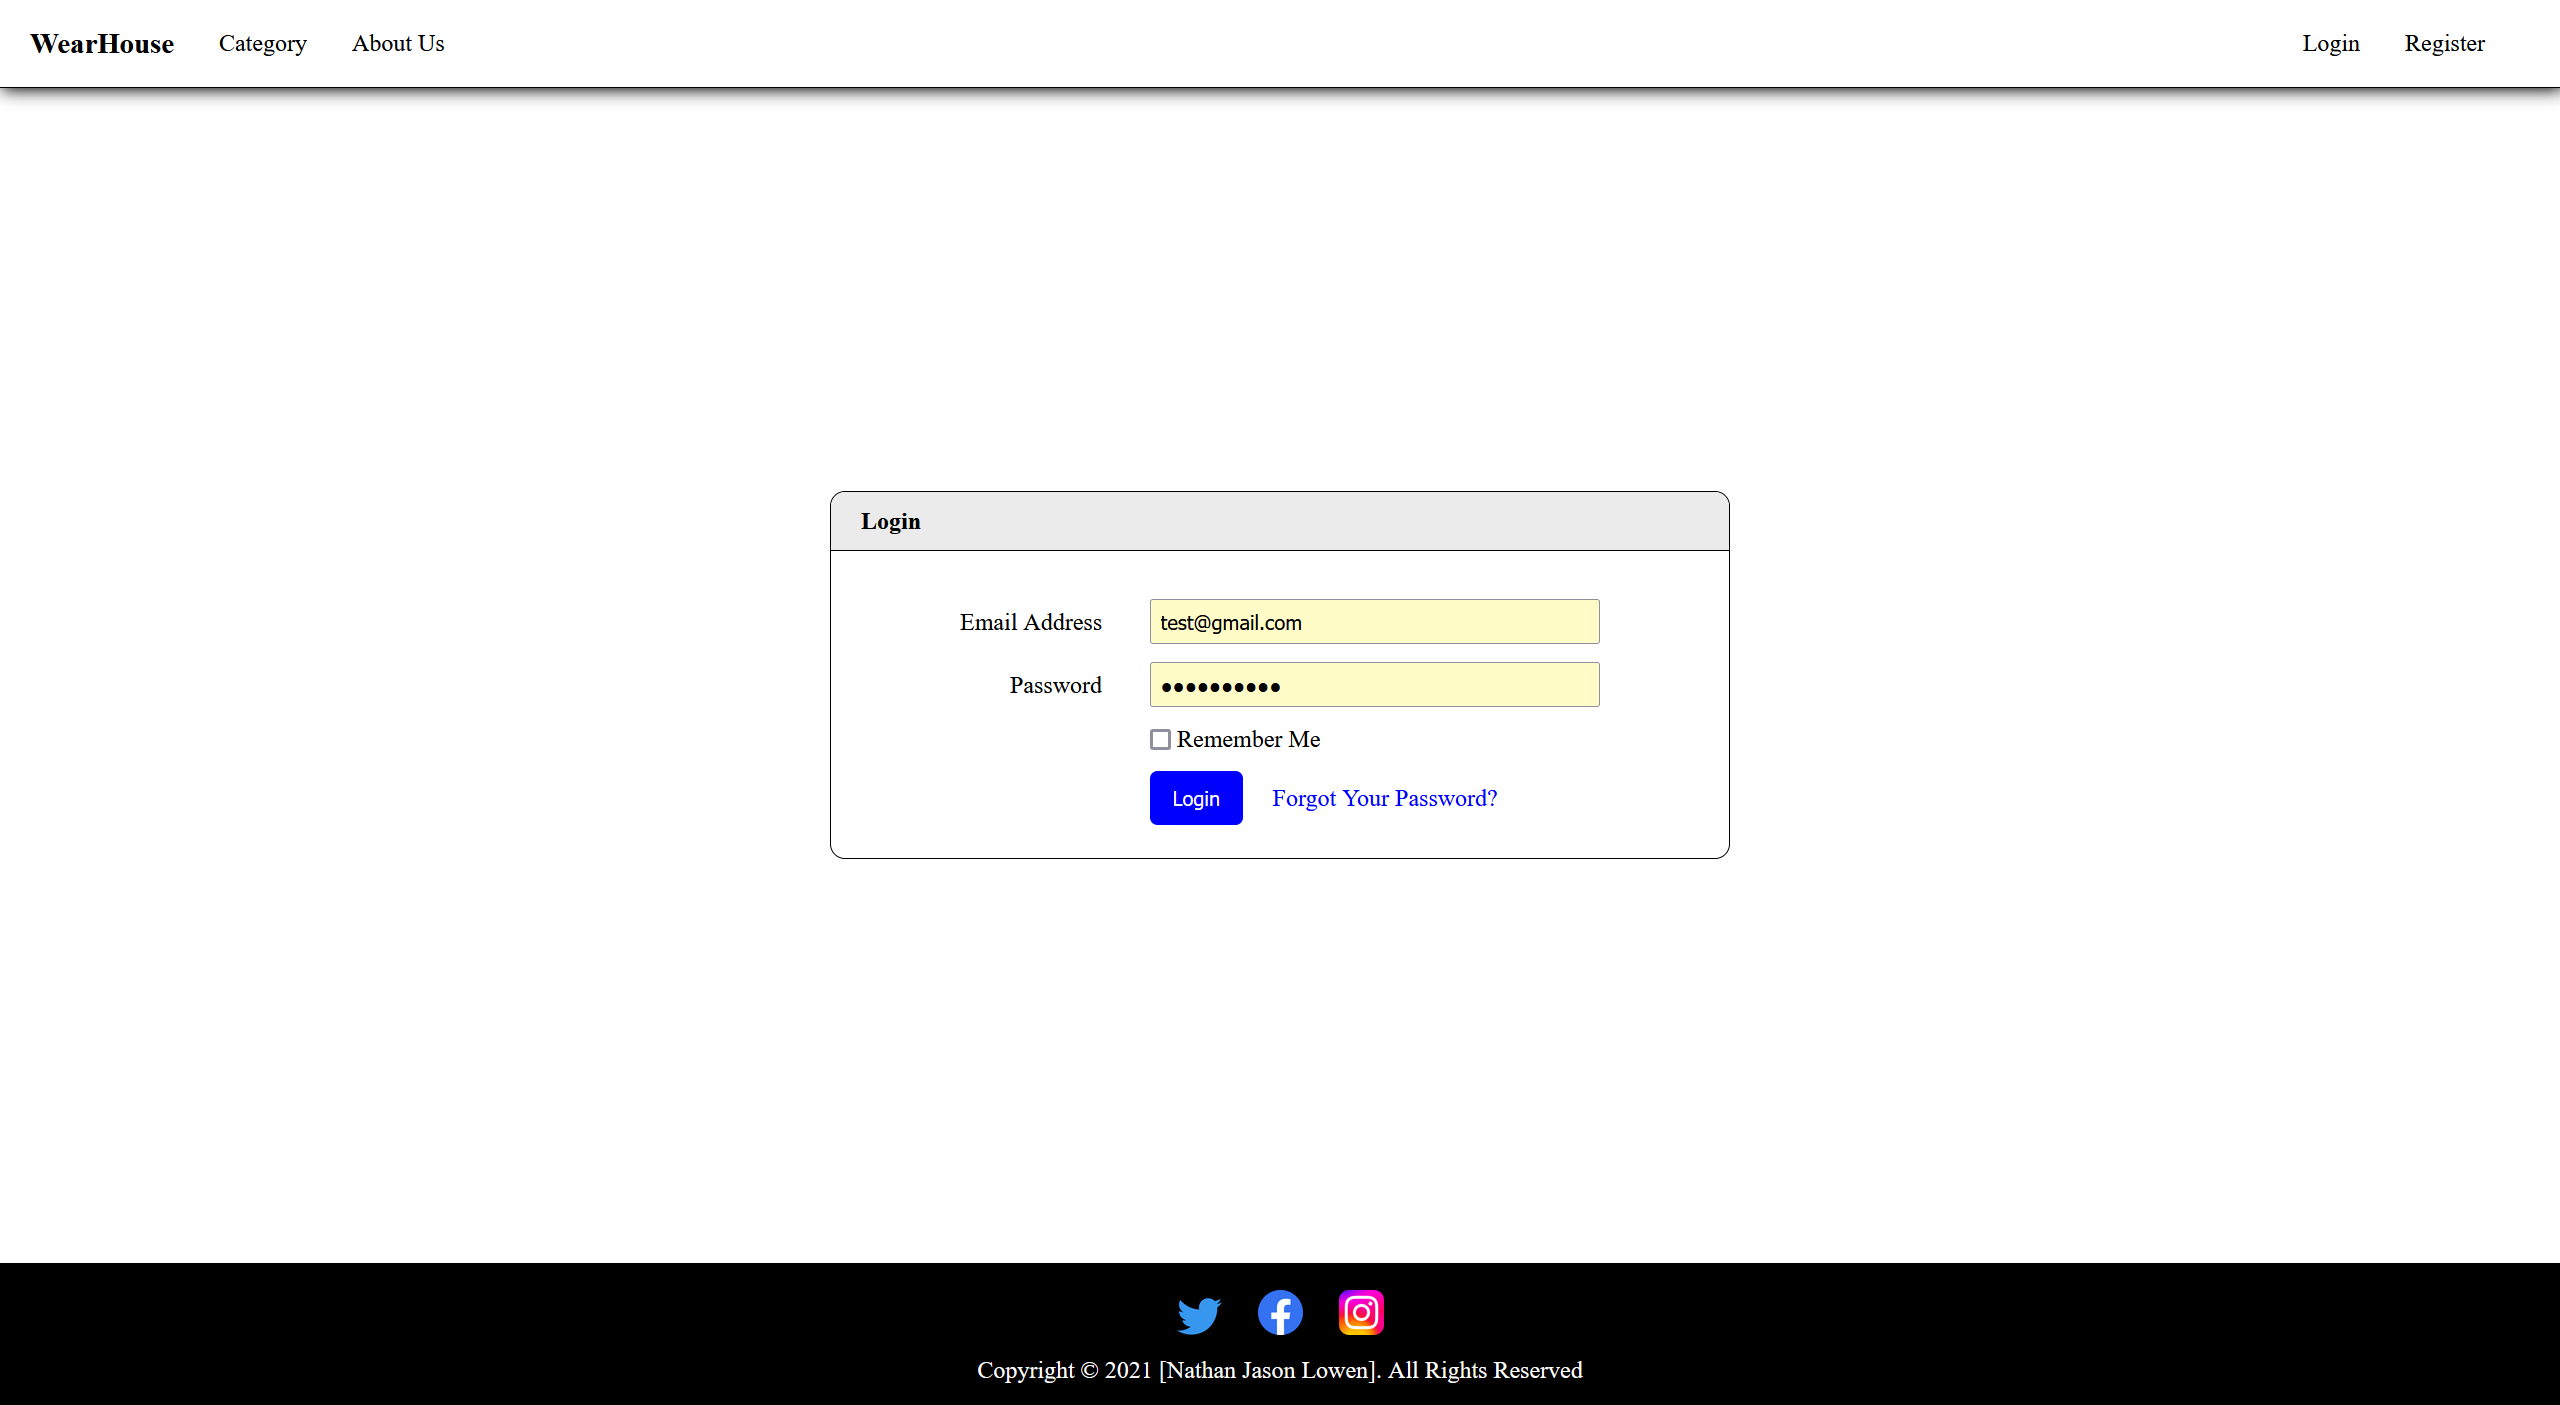 WearHouse Category About Us Login Register
Login
Email Address test@gmail.com
Password ●●●●●●●●●●
Remember Me
Login Forgot Your Password?
Copyright © 2021 [Nathan Jason Lowen]. All Rights Reserved